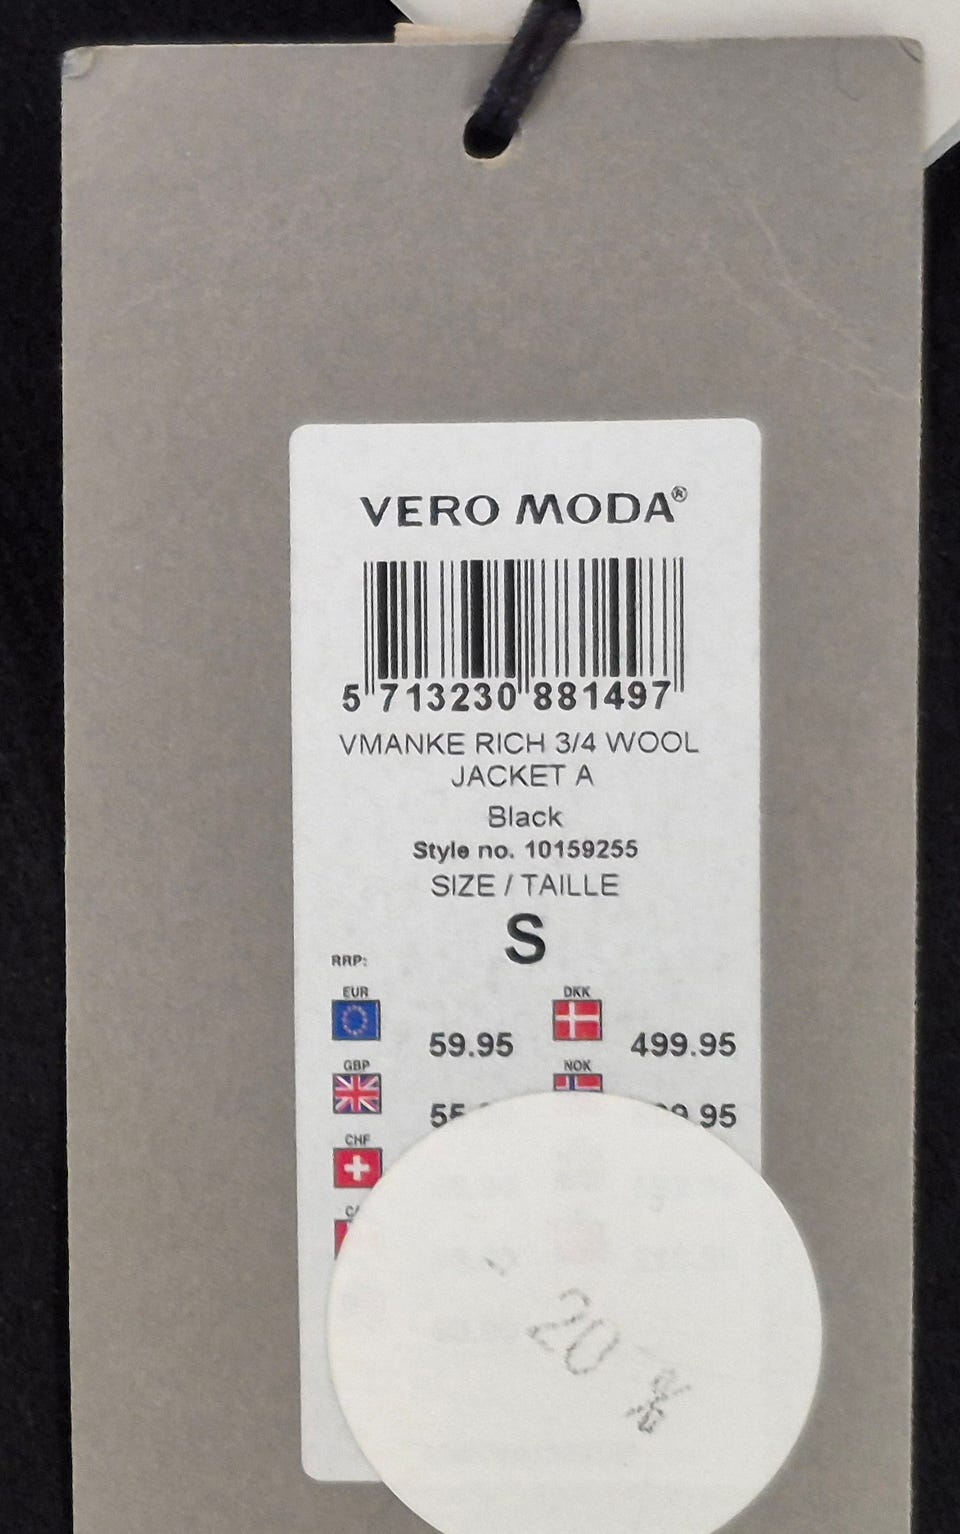 VERO MODA®
5 713230 881497
VMANKE RICH 3/4 WOOL
JACKET A
Black
Style no. 10159255
SIZE / TAILLE
S
RRP:
EUR DKK
59.95 499.95
GBP NOK
CHF
- 20 %